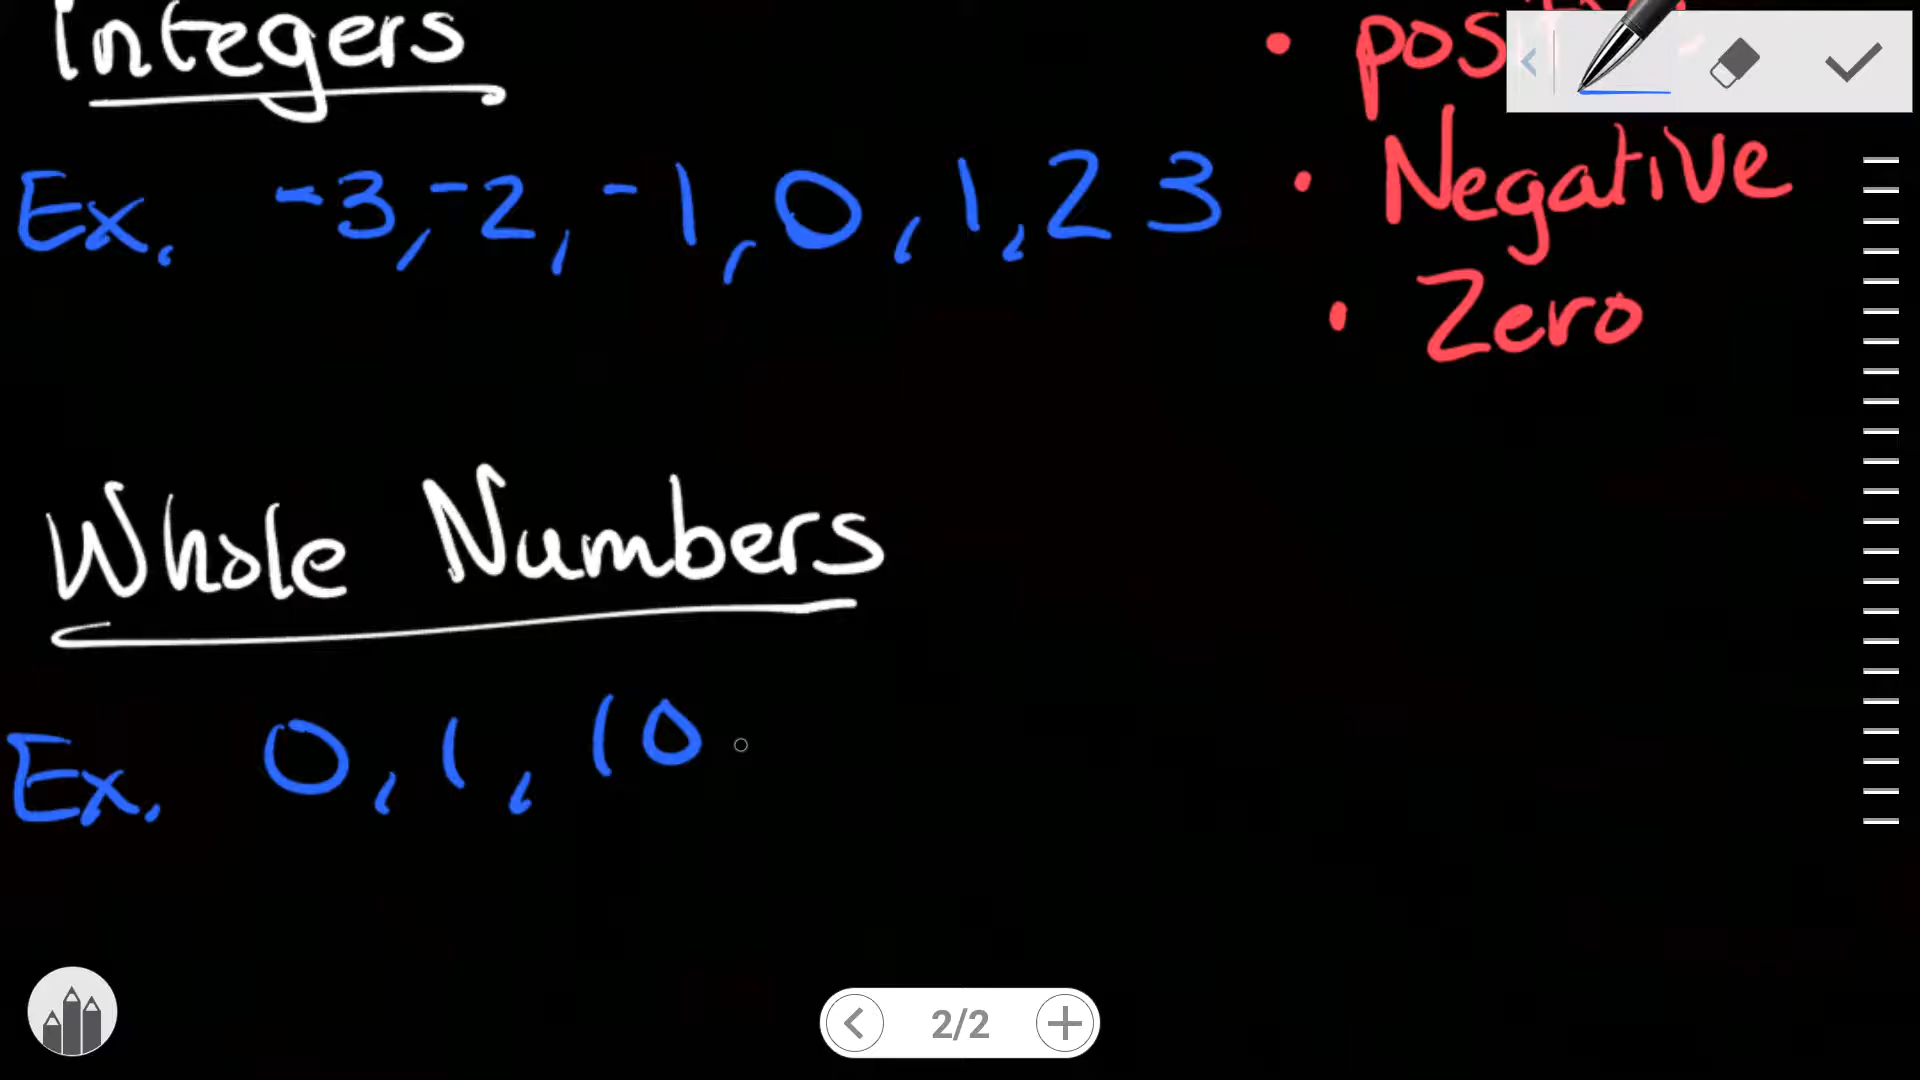 Integers
Ex. -3, -2, -1, 0, 1, 2 3
• Negative
• Zero
Whole Numbers
Ex. 0, 1, 10
2/2